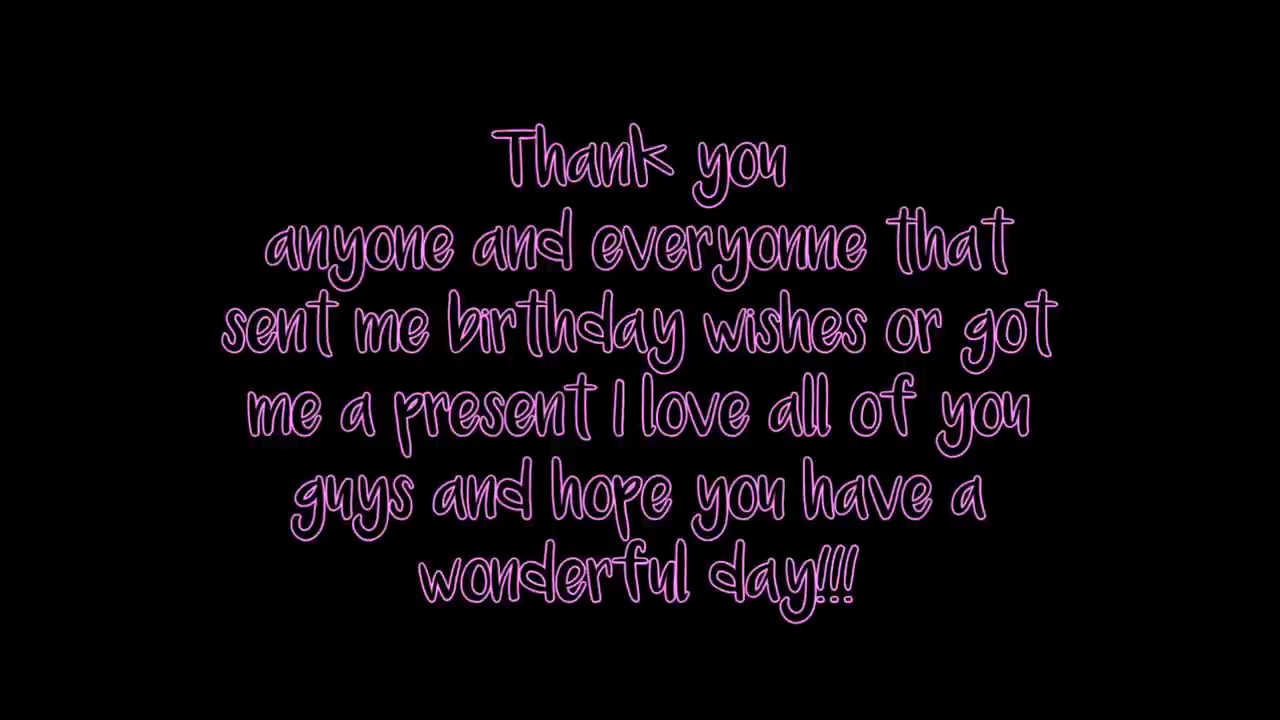 Thank you
anyone and everyonne that
sent me birthday wishes or got
me a present I love all of you
guys and hope you have a
wonderful day!!!